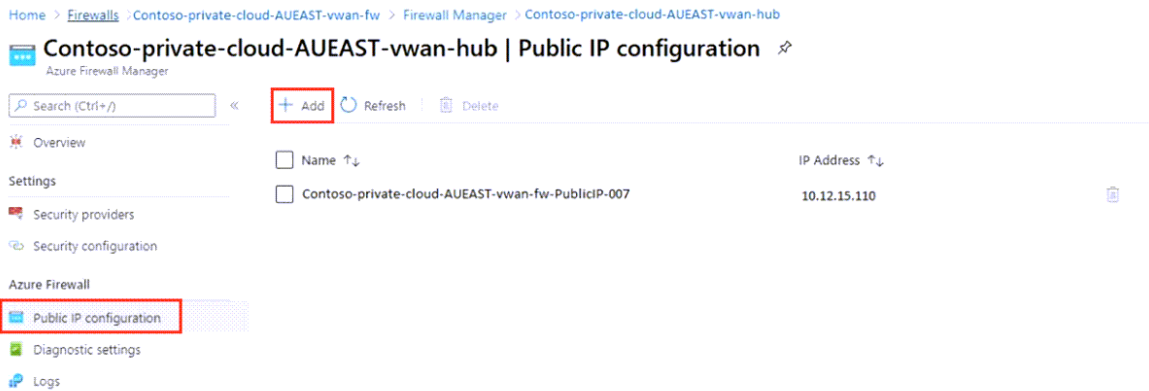 Home > Firewalls > Contoso-private-cloud-AUEAST-vwan-fw > Firewall Manager > Contoso-private-cloud-AUEAST-vwan-hub
Contoso-private-cloud-AUEAST-vwan-hub | Public IP configuration
Azure Firewall Manager
Search (Ctrl+/)
«
+ Add
Refresh
Delete
Overview
Settings
Security providers
Security configuration
Azure Firewall
Public IP configuration
Diagnostic settings
Logs
Name ↑↓ IP Address ↑↓
Contoso-private-cloud-AUEAST-vwan-fw-PublicIP-007 10.12.15.110